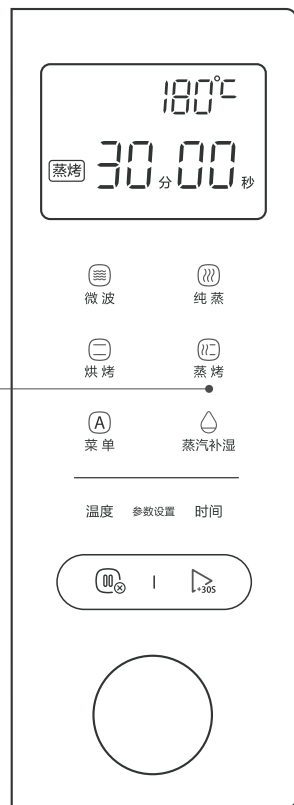 180℃
蒸烤 30分00秒
微波 纯蒸
烘烤 蒸烤
A
菜单 蒸汽补湿
温度 参数设置 时间
+30S